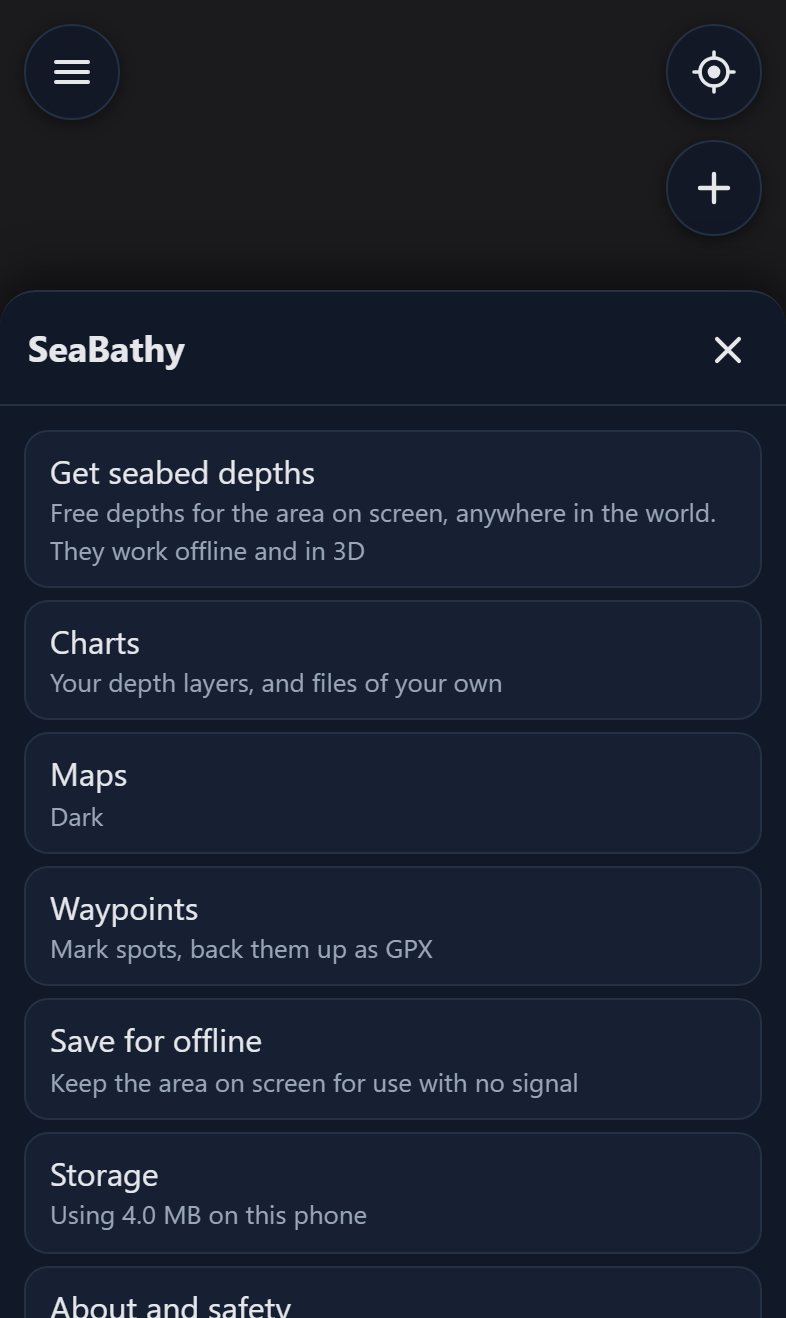 SeaBathy
Get seabed depths
Free depths for the area on screen, anywhere in the world.
They work offline and in 3D
Charts
Your depth layers, and files of your own
Maps
Dark
Waypoints
Mark spots, back them up as GPX
Save for offline
Keep the area on screen for use with no signal
Storage
Using 4.0 MB on this phone
About and safety